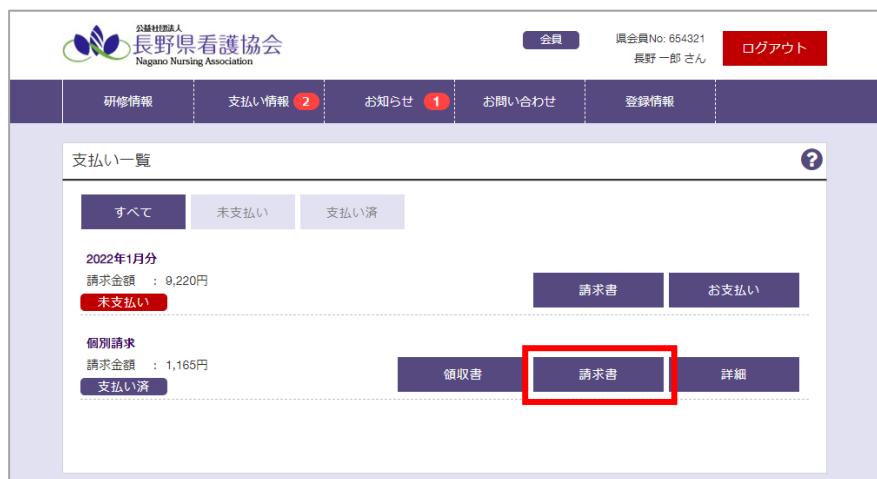 公益社団法人
長野県看護協会
Nagano Nursing Association
会員
県会員No: 654321
長野 一郎 さん
ログアウト
研修情報
支払い情報 2
お知らせ 1
お問い合わせ
登録情報
支払い一覧
?
すべて
未支払い
支払い済
2022年1月分
請求金額 : 9,220円
未支払い
請求書
お支払い
個別請求
請求金額 : 1,165円
支払い済
領収書
請求書
詳細